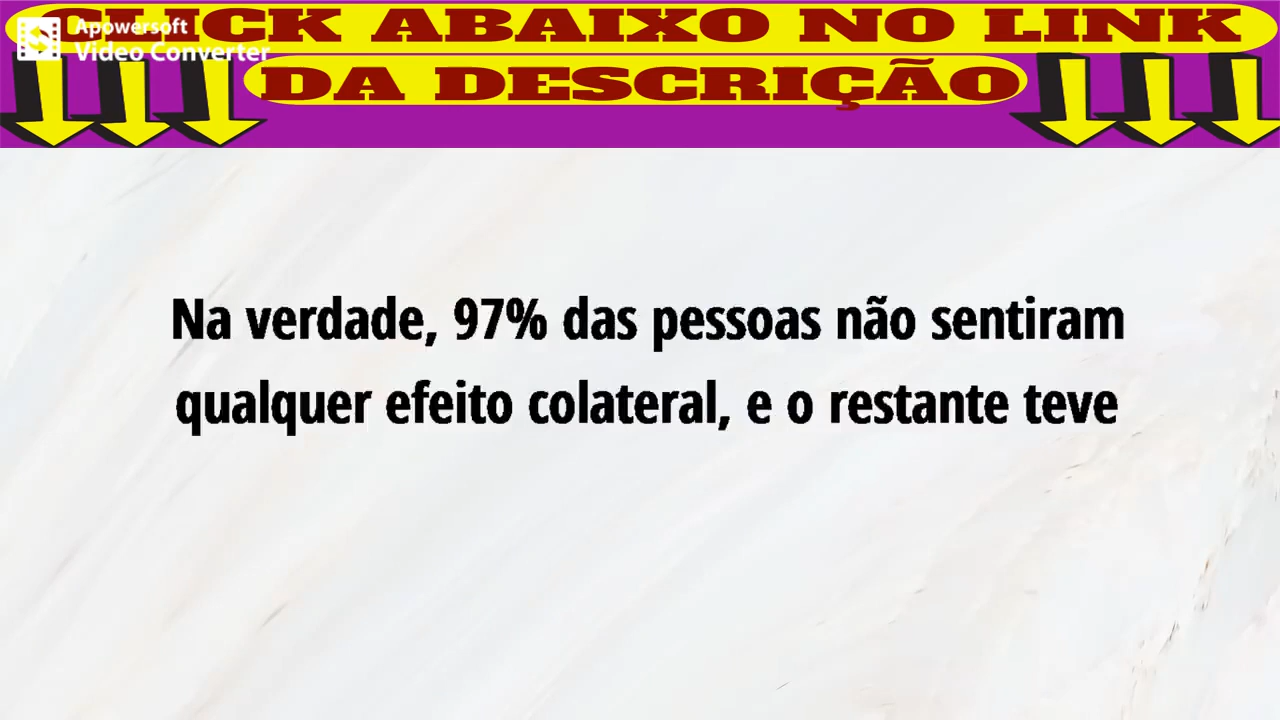 CLICK ABAIXO NO LINK
DA DESCRIÇÃO
Apowersoft
Video Converter
Na verdade, 97% das pessoas não sentiram
qualquer efeito colateral, e o restante teve